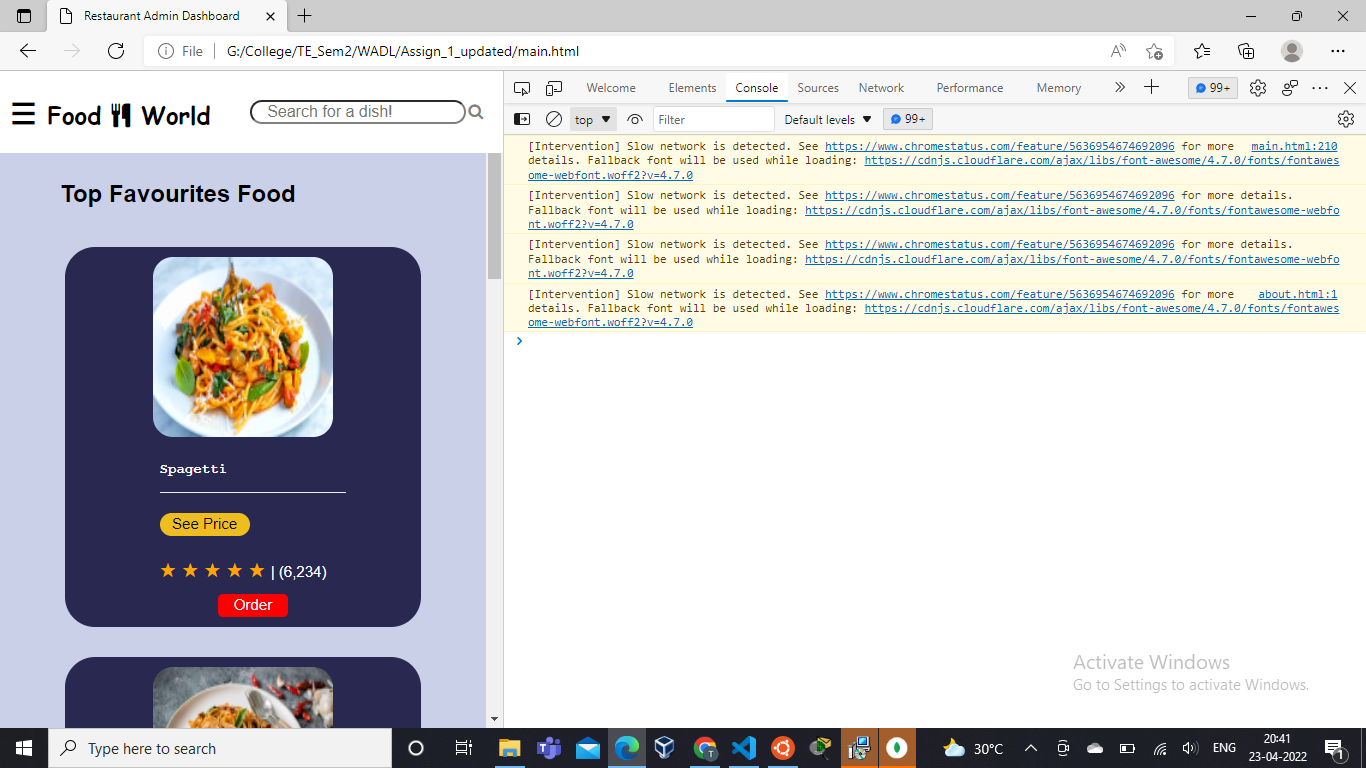 Restaurant Admin Dashboard
File
G:/College/TE_Sem2/WADL/Assign_1_updated/main.html
Food World
Search for a dish!
Top Favourites Food
Spagetti
See Price
★ ★ ★ ★ ★ | (6,234)
Order
Welcome Elements Console Sources Network Performance Memory 99+
top Filter Default levels 99+
[Intervention] Slow network is detected. See https://www.chromestatus.com/feature/5636954674692096 for more main.html:210
details. Fallback font will be used while loading: https://cdnjs.cloudflare.com/ajax/libs/font-awesome/4.7.0/fonts/fontawes
ome-webfont.woff2?v=4.7.0
[Intervention] Slow network is detected. See https://www.chromestatus.com/feature/5636954674692096 for more details.
Fallback font will be used while loading: https://cdnjs.cloudflare.com/ajax/libs/font-awesome/4.7.0/fonts/fontawesome-webfo
nt.woff2?v=4.7.0
[Intervention] Slow network is detected. See https://www.chromestatus.com/feature/5636954674692096 for more details.
Fallback font will be used while loading: https://cdnjs.cloudflare.com/ajax/libs/font-awesome/4.7.0/fonts/fontawesome-webfo
nt.woff2?v=4.7.0
[Intervention] Slow network is detected. See https://www.chromestatus.com/feature/5636954674692096 for more about.html:1
details. Fallback font will be used while loading: https://cdnjs.cloudflare.com/ajax/libs/font-awesome/4.7.0/fonts/fontawes
ome-webfont.woff2?v=4.7.0
Activate Windows
Go to Settings to activate Windows.
Type here to search
30°C
ENG
20:41
23-04-2022
1